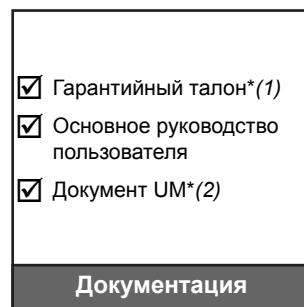 Гарантийный талон*(1)
Основное руководство
пользователя
Документ UM*(2)
Документация